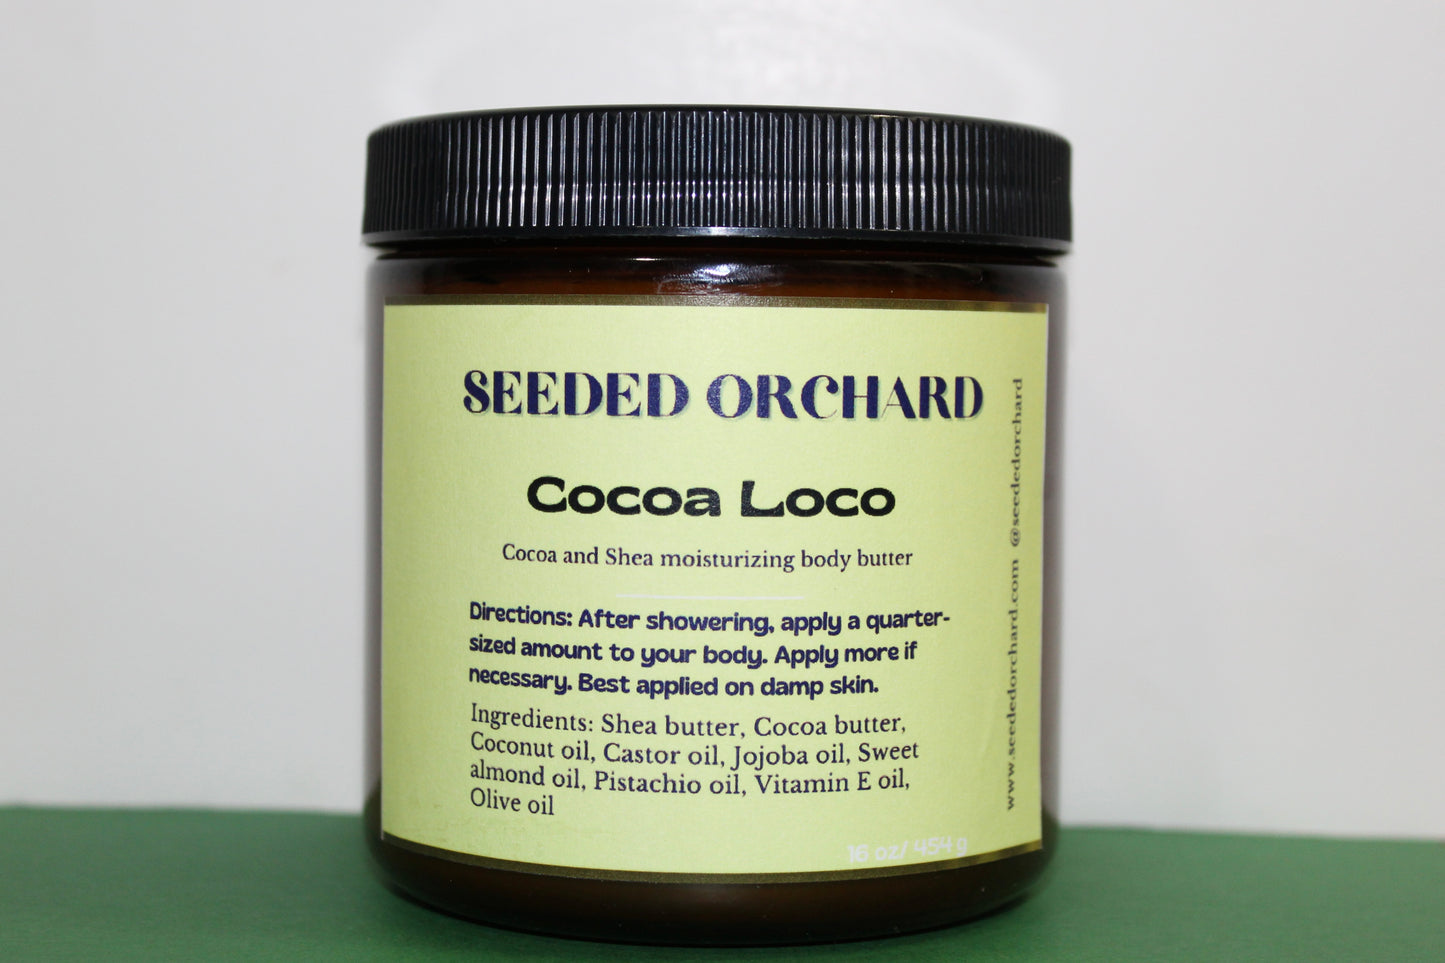 SEEDED ORCHARD
Cocoa Loco
Cocoa and Shea moisturizing body butter
Directions: After showering, apply a quarter-
sized amount to your body. Apply more if
necessary. Best applied on damp skin.
Ingredients: Shea butter, Cocoa butter,
Coconut oil, Castor oil, Jojoba oil, Sweet
almond oil, Pistachio oil, Vitamin E oil,
Olive oil
16 oz/ 454 g
www.seededorchard.com @seededorchard